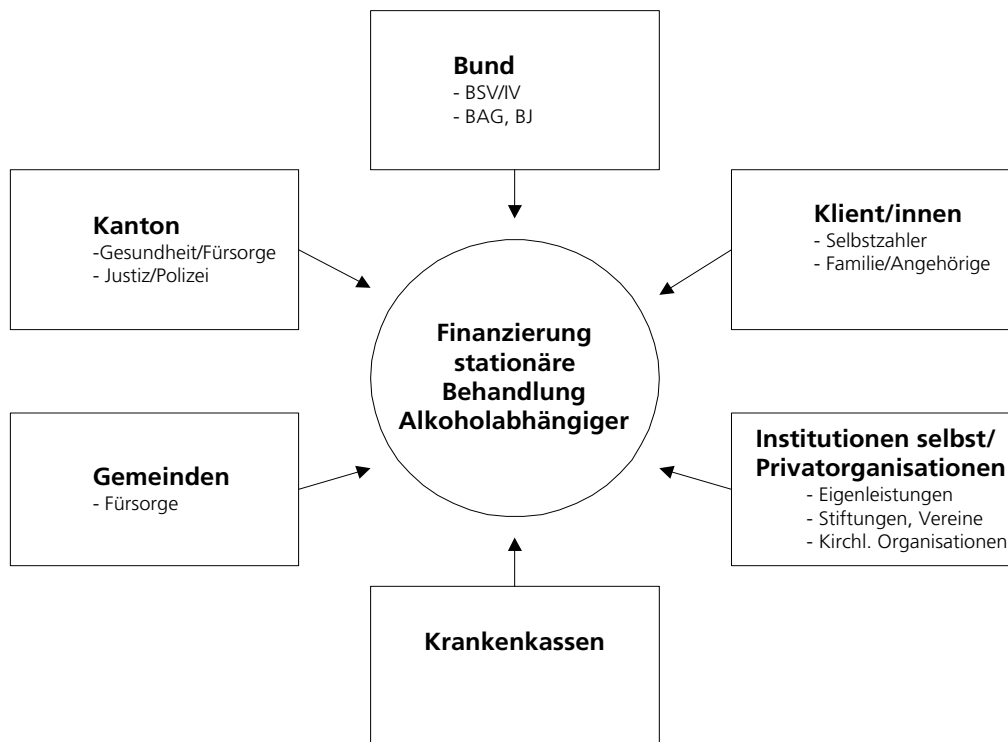 Bund
- BSV/IV
- BAG, BJ
Kanton
-Gesundheit/Fürsorge
- Justiz/Polizei
Klient/innen
- Selbstzahler
- Familie/Angehörige
Finanzierung
stationäre
Behandlung
Alkoholabhängiger
Gemeinden
- Fürsorge
Institutionen selbst/
Privatorganisationen
- Eigenleistungen
- Stiftungen, Vereine
- Kirchl. Organisationen
Krankenkassen